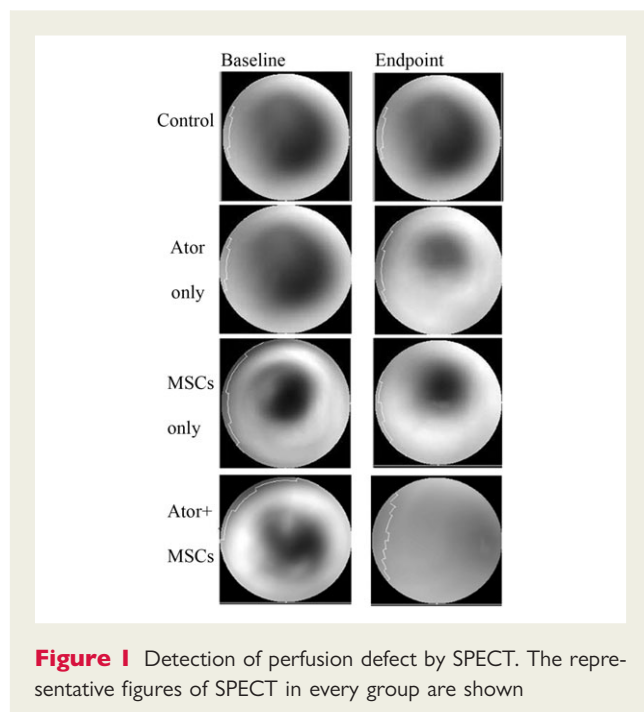 Baseline Endpoint
Control
Ator
only
MSCs
only
Ator+
MSCs
Figure 1 Detection of perfusion defect by SPECT. The repre-
sentative figures of SPECT in every group are shown